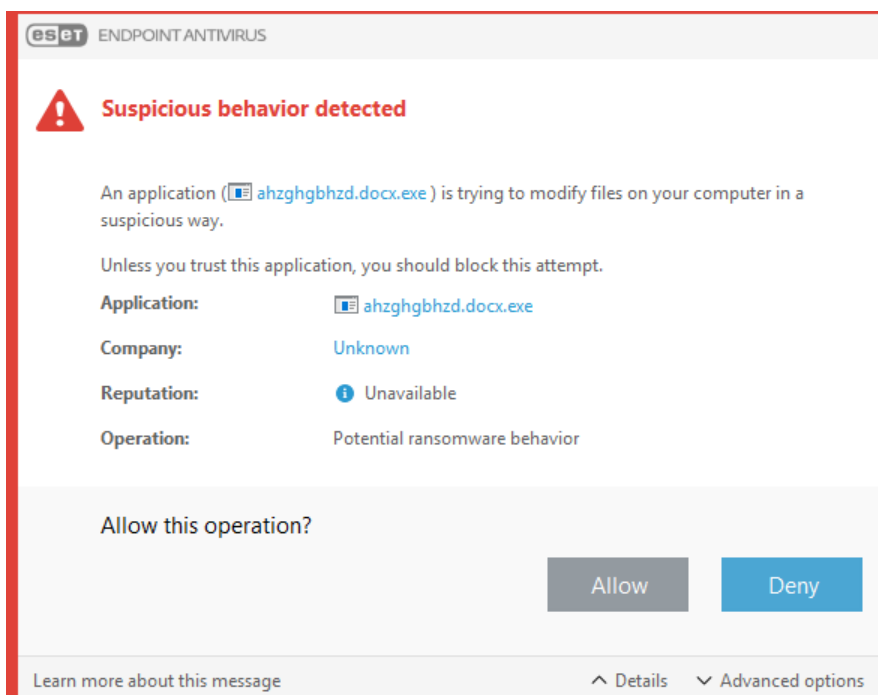 eset ENDPOINT ANTIVIRUS
Suspicious behavior detected
An application ( ahzghgbhzd.docx.exe ) is trying to modify files on your computer in a
suspicious way.
Unless you trust this application, you should block this attempt.
Application: ahzghgbhzd.docx.exe
Company: Unknown
Reputation: Unavailable
Operation: Potential ransomware behavior
Allow this operation?
Allow Deny
Learn more about this message Details Advanced options